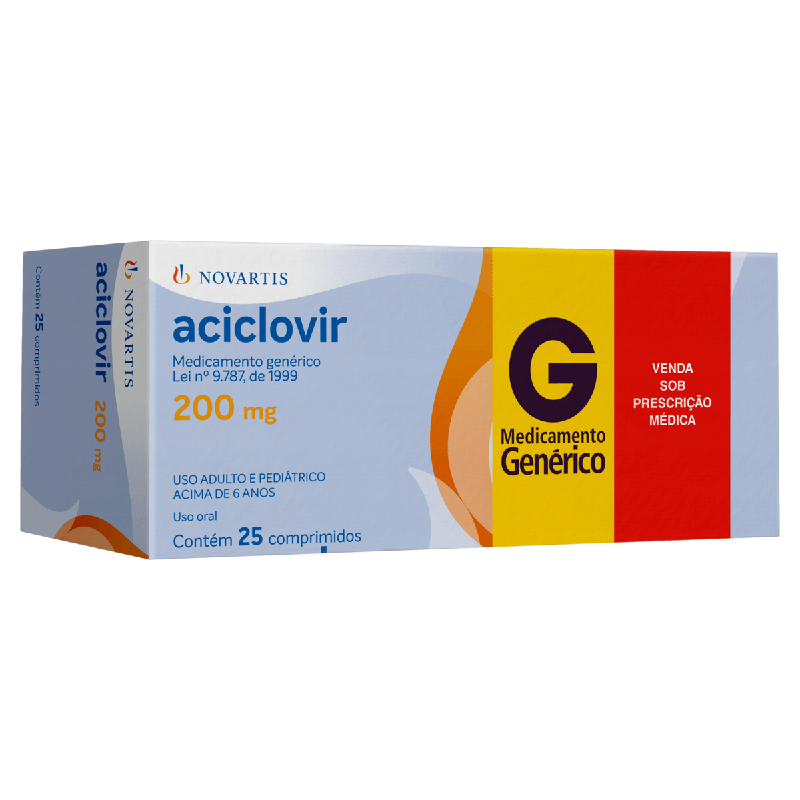 Contém 25 comprimidos
aciclovir 200 mg
NOVARTIS
NOVARTIS
aciclovir
Medicamento genérico
Lei nº 9.787, de 1999
200 mg
USO ADULTO E PEDIÁTRICO
ACIMA DE 6 ANOS
Uso oral
Contém 25 comprimidos
G
Medicamento
Genérico
VENDA
SOB
PRESCRIÇÃO
MÉDICA